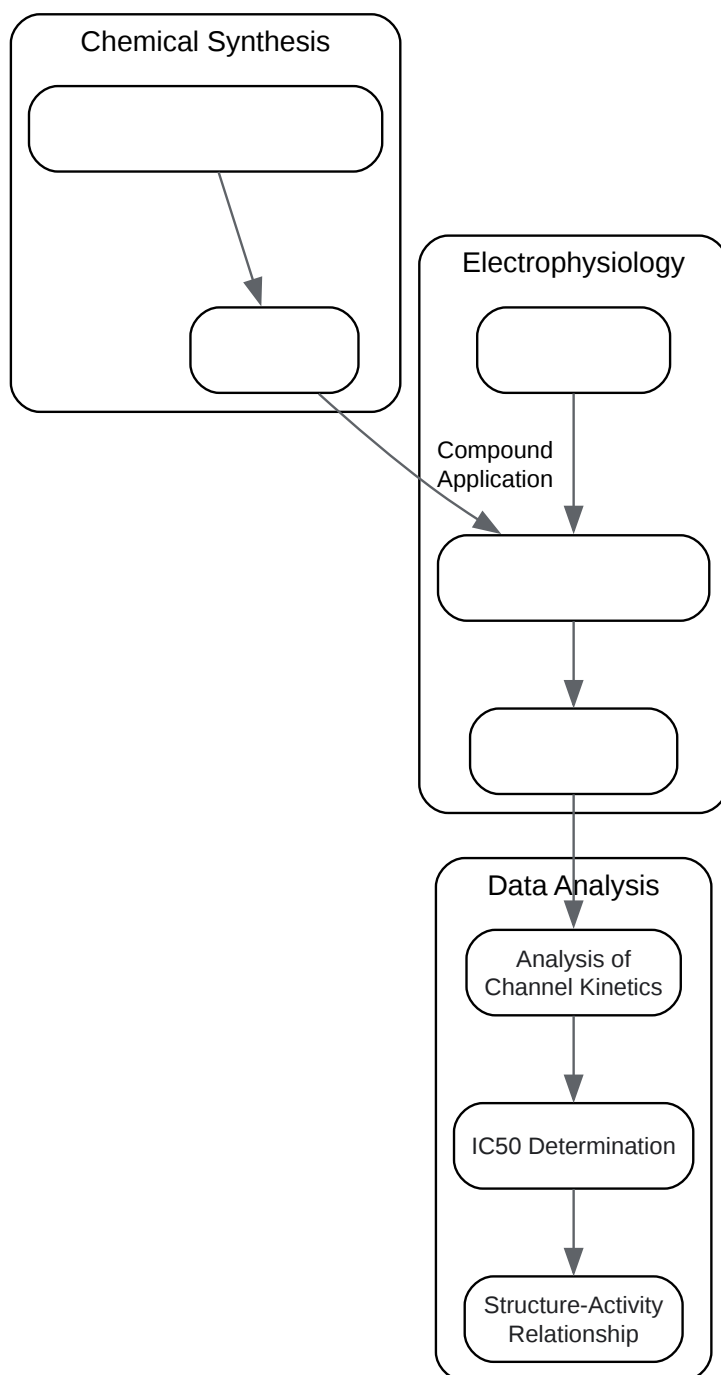 Chemical Synthesis
Electrophysiology
Compound
Application
Data Analysis
Analysis of
Channel Kinetics
IC50 Determination
Structure-Activity
Relationship